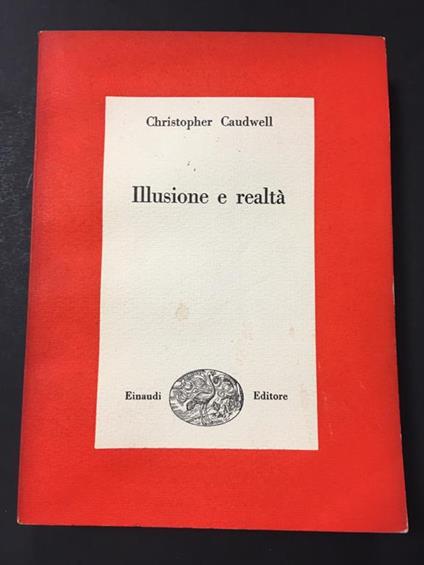 Christopher Caudwell
Illusione e realtà
Einaudi Editore